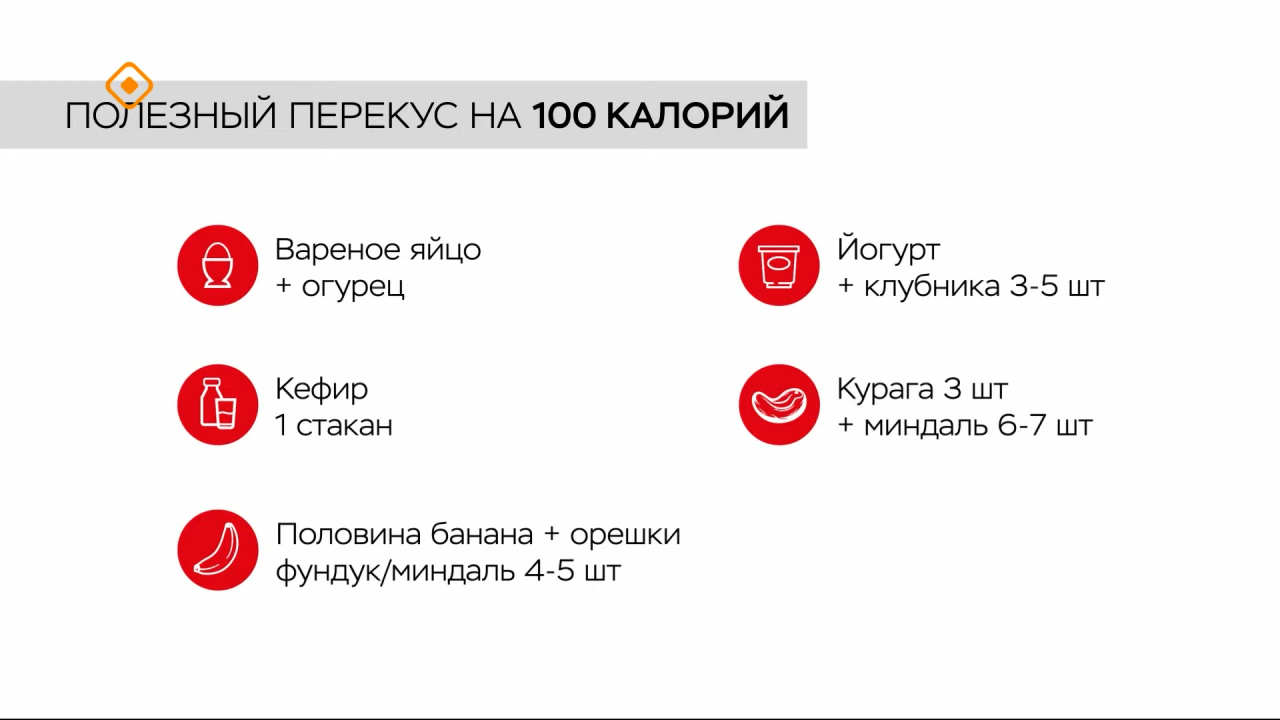 ПОЛЕЗНЫЙ ПЕРЕКУС НА 100 КАЛОРИЙ
Вареное яйцо
+ огурец
Йогурт
+ клубника 3-5 шт
Кефир
1 стакан
Курага 3 шт
+ миндаль 6-7 шт
Половина банана + орешки
фундук/миндаль 4-5 шт